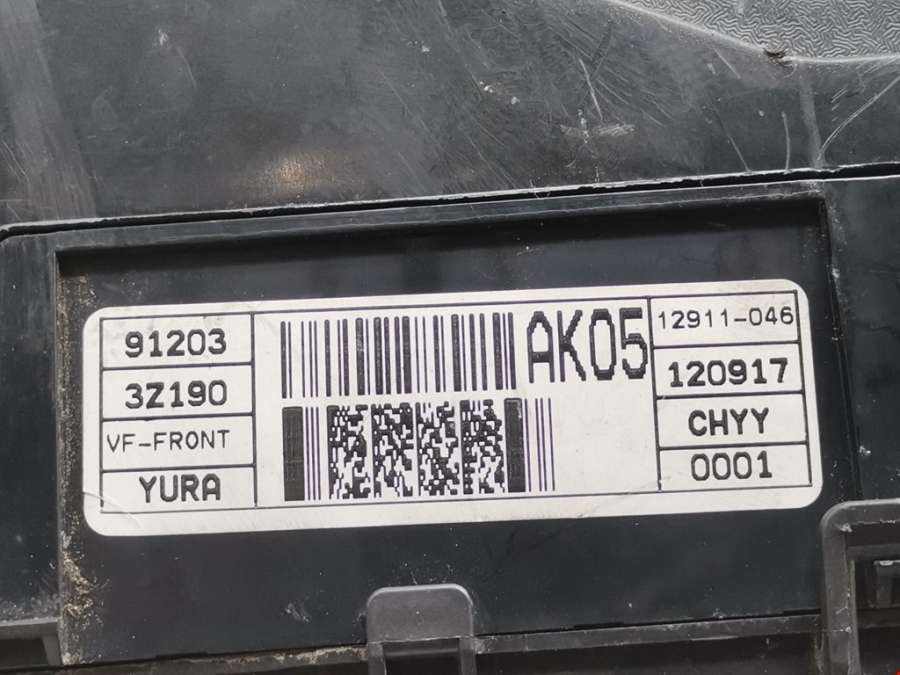 91203
3Z190
VF-FRONT
YURA
AK05
12911-046
120917
CHYY
0001